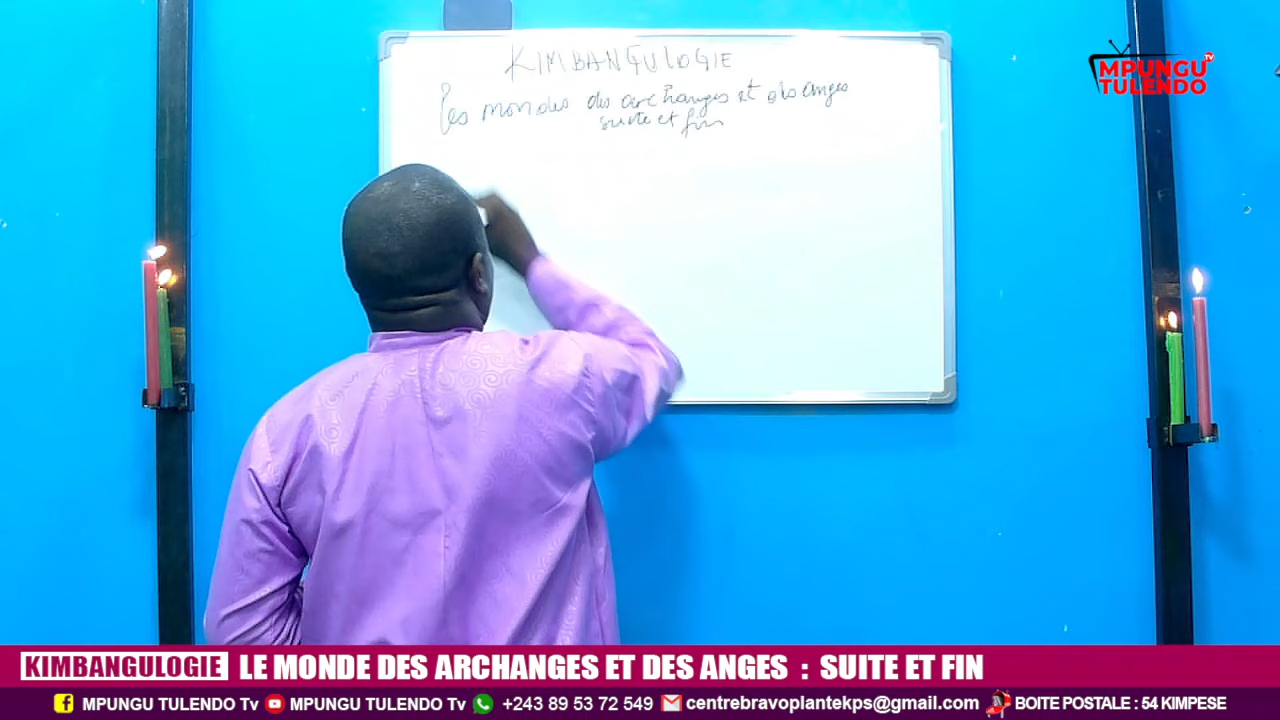 KIMBANGULOGIE
Les mondes des archanges et des anges
suite et fin
MPUNGU TV
TULENDO
KIMBANGULOGIE LE MONDE DES ARCHANGES ET DES ANGES : SUITE ET FIN
MPUNGU TULENDO Tv MPUNGU TULENDO Tv +243 89 53 72 549 centrebravoplantekps@gmail.com BOITE POSTALE : 54 KIMPESE